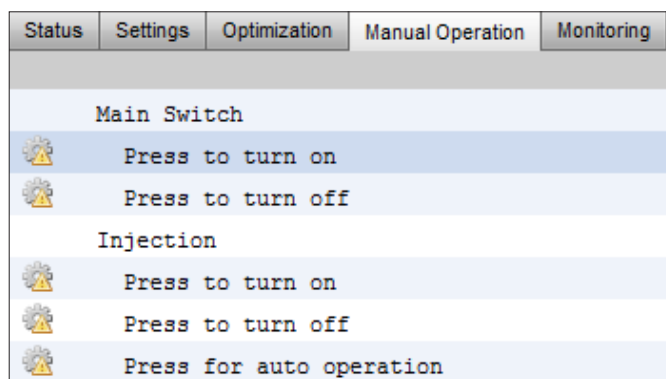 Status Settings Optimization Manual Operation Monitoring
Main Switch
Press to turn on
Press to turn off
Injection
Press to turn on
Press to turn off
Press for auto operation